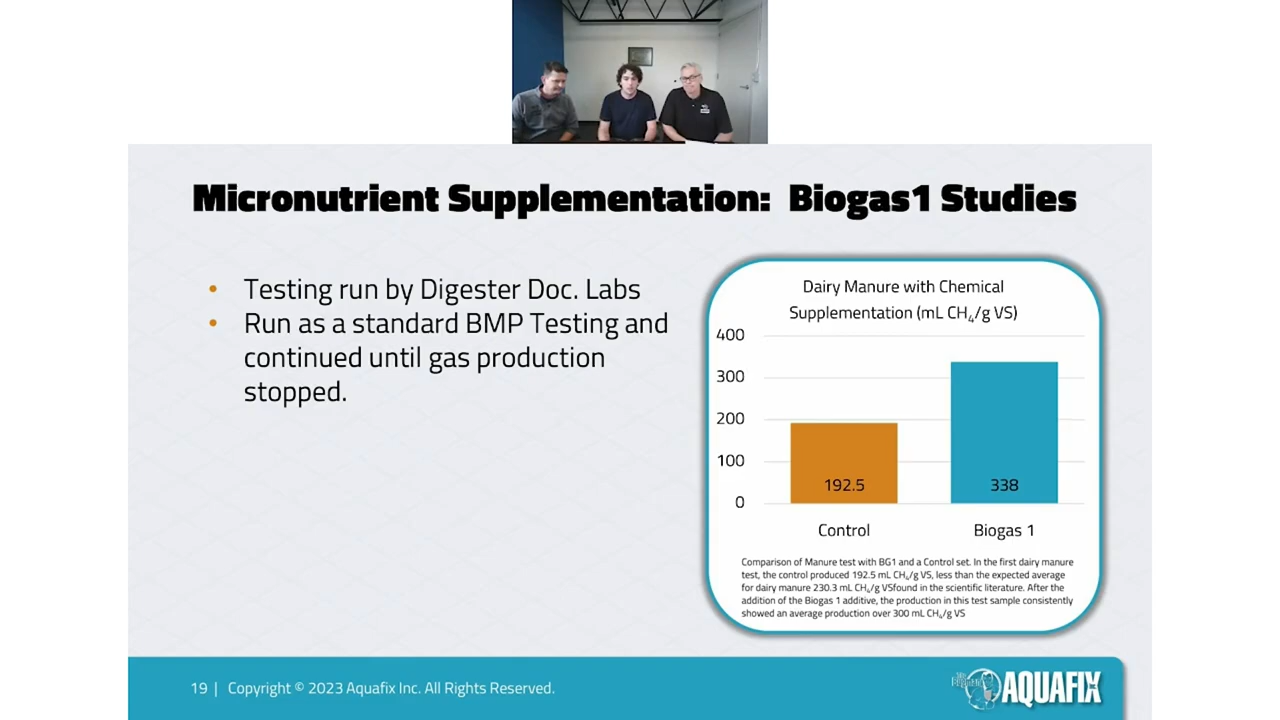 Micronutrient Supplementation: Biogas1 Studies
• Testing run by Digester Doc. Labs
• Run as a standard BMP Testing and
continued until gas production
stopped.
Dairy Manure with Chemical
Supplementation (mL CH₄/g VS)
400
300
200
100
0
192.5
338
Control
Biogas 1
Comparison of Manure test with BG1 and a Control set. In the first dairy manure
test, the control produced 192.5 mL CH₄/g VS, less than the expected average
for dairy manure 230.3 mL CH₄/g VSfound in the scientific literature. After the
addition of the Biogas 1 additive, the production in this test sample consistently
showed an average production over 300 mL CH₄/g VS
19 | Copyright © 2023 Aquafix Inc. All Rights Reserved.
AQUAFIX